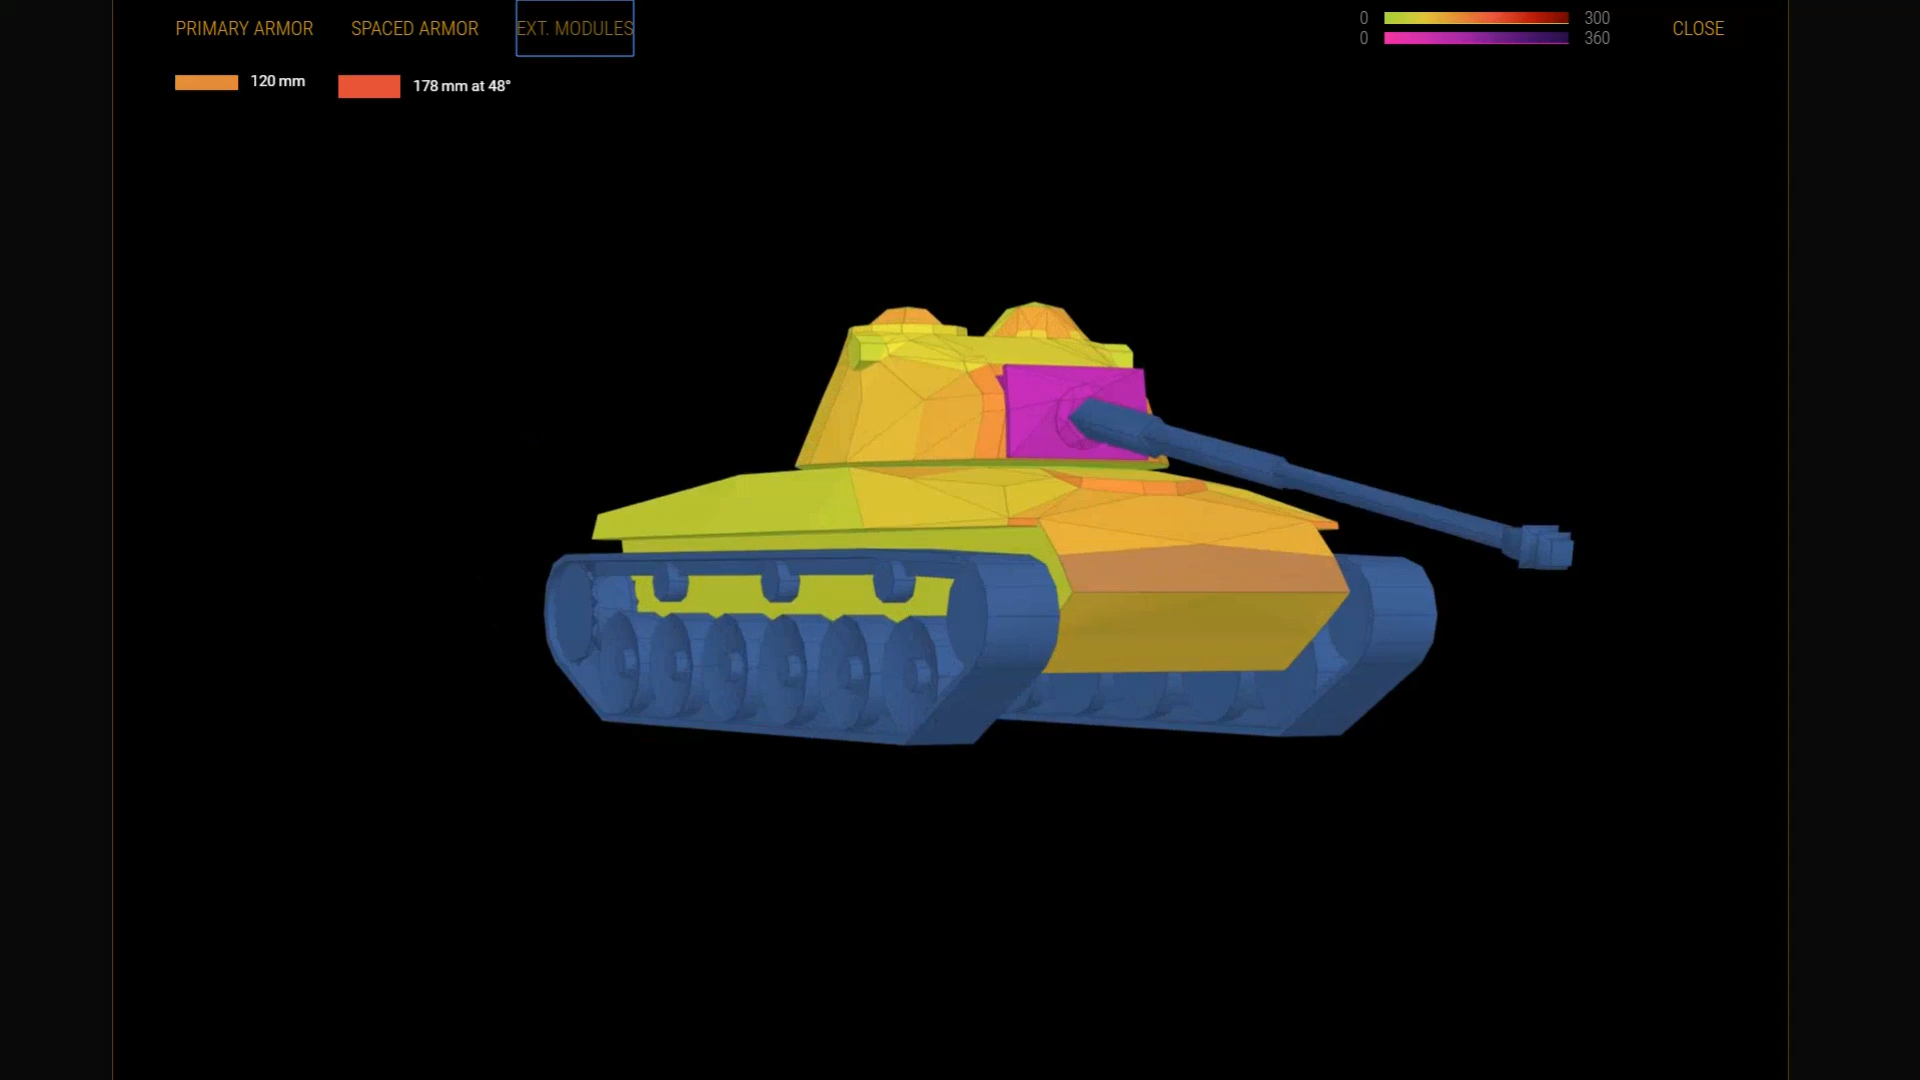 PRIMARY ARMOR SPACED ARMOR EXT. MODULES 0 300 CLOSE
0 360
120 mm 178 mm at 48°